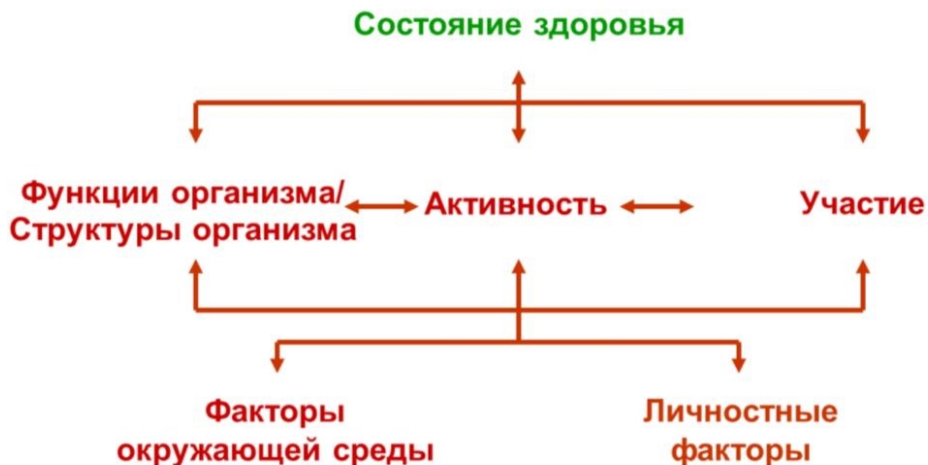 Состояние здоровья
Функции организма/
Структуры организма
Активность
Участие
Факторы
окружающей среды
Личностные
факторы